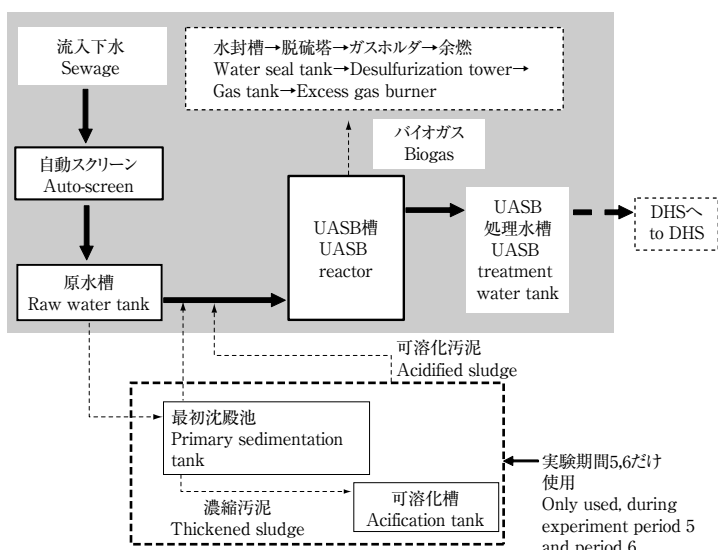 流入下水
Sewage
水封槽→脱硫塔→ガスホルダ→余燃
Water seal tank→Desulfurization tower→
Gas tank→Excess gas burner
バイオガス
Biogas
自動スクリーン
Auto-screen
UASB槽
UASB
reactor
UASB
処理水槽
UASB
treatment
water tank
DHSへ
to DHS
原水槽
Raw water tank
可溶化汚泥
Acidified sludge
最初沈殿池
Primary sedimentation
tank
濃縮汚泥
Thickened sludge
可溶化槽
Acification tank
実験期間5,6だけ
使用
Only used, during
experiment period 5
and period 6